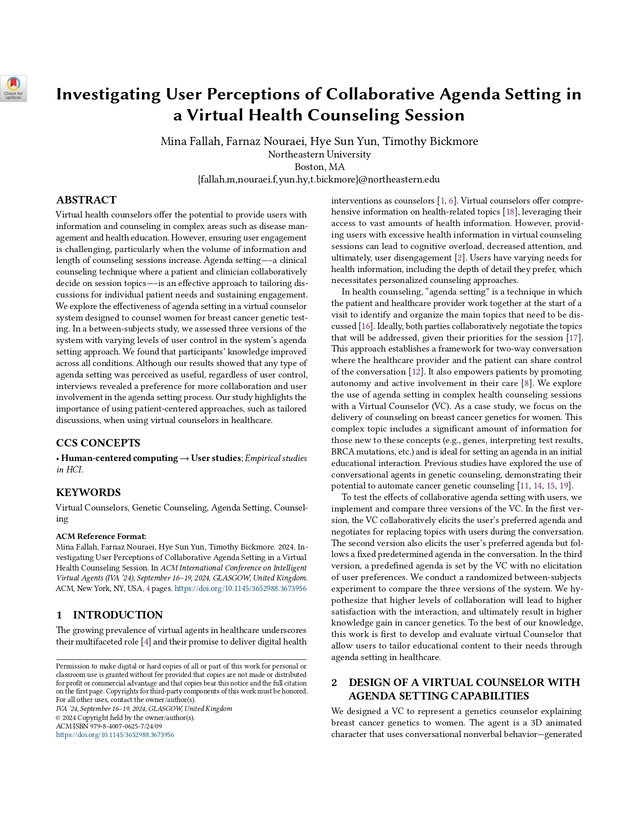 Check for
updates
Investigating User Perceptions of Collaborative Agenda Setting in
a Virtual Health Counseling Session
Mina Fallah, Farnaz Nouraei, Hye Sun Yun, Timothy Bickmore
Northeastern University
Boston, MA
{fallah.m,nouraei.f,yun.hy,t.bickmore}@northeastern.edu
ABSTRACT
Virtual health counselors offer the potential to provide users with
information and counseling in complex areas such as disease man-
agement and health education. However, ensuring user engagement
is challenging, particularly when the volume of information and
length of counseling sessions increase. Agenda setting—-a clinical
counseling technique where a patient and clinician collaboratively
decide on session topics—-is an effective approach to tailoring dis-
cussions for individual patient needs and sustaining engagement.
We explore the effectiveness of agenda setting in a virtual counselor
system designed to counsel women for breast cancer genetic test-
ing. In a between-subjects study, we assessed three versions of the
system with varying levels of user control in the system's agenda
setting approach. We found that participants' knowledge improved
across all conditions. Although our results showed that any type of
agenda setting was perceived as useful, regardless of user control,
interviews revealed a preference for more collaboration and user
involvement in the agenda setting process. Our study highlights the
importance of using patient-centered approaches, such as tailored
discussions, when using virtual counselors in healthcare.
CCS CONCEPTS
• Human-centered computing → User studies; Empirical studies
in HCI.
KEYWORDS
Virtual Counselors, Genetic Counseling, Agenda Setting, Counsel-
ing
ACM Reference Format:
Mina Fallah, Farnaz Nouraei, Hye Sun Yun, Timothy Bickmore. 2024. In-
vestigating User Perceptions of Collaborative Agenda Setting in a Virtual
Health Counseling Session. In ACM International Conference on Intelligent
Virtual Agents (IVA '24), September 16–19, 2024, GLASGOW, United Kingdom.
ACM, New York, NY, USA, 4 pages. https://doi.org/10.1145/3652988.3673956
1 INTRODUCTION
The growing prevalence of virtual agents in healthcare underscores
their multifaceted role [4] and their promise to deliver digital health
Permission to make digital or hard copies of all or part of this work for personal or
classroom use is granted without fee provided that copies are not made or distributed
for profit or commercial advantage and that copies bear this notice and the full citation
on the first page. Copyrights for third-party components of this work must be honored.
For all other uses, contact the owner/author(s).
IVA '24, September 16–19, 2024, GLASGOW, United Kingdom
© 2024 Copyright held by the owner/author(s).
ACM ISBN 979-8-4007-0625-7/24/09
https://doi.org/10.1145/3652988.3673956
interventions as counselors [1, 6]. Virtual counselors offer compre-
hensive information on health-related topics [18], leveraging their
access to vast amounts of health information. However, provid-
ing users with excessive health information in virtual counseling
sessions can lead to cognitive overload, decreased attention, and
ultimately, user disengagement [2]. Users have varying needs for
health information, including the depth of detail they prefer, which
necessitates personalized counseling approaches.
In health counseling, "agenda setting" is a technique in which
the patient and healthcare provider work together at the start of a
visit to identify and organize the main topics that need to be dis-
cussed [16]. Ideally, both parties collaboratively negotiate the topics
that will be addressed, given their priorities for the session [17].
This approach establishes a framework for two-way conversation
where the healthcare provider and the patient can share control
of the conversation [12]. It also empowers patients by promoting
autonomy and active involvement in their care [8]. We explore
the use of agenda setting in complex health counseling sessions
with a Virtual Counselor (VC). As a case study, we focus on the
delivery of counseling on breast cancer genetics for women. This
complex topic includes a significant amount of information for
those new to these concepts (e.g., genes, interpreting test results,
BRCA mutations, etc.) and is ideal for setting an agenda in an initial
educational interaction. Previous studies have explored the use of
conversational agents in genetic counseling, demonstrating their
potential to automate cancer genetic counseling [11, 14, 15, 19].
To test the effects of collaborative agenda setting with users, we
implement and compare three versions of the VC. In the first ver-
sion, the VC collaboratively elicits the user's preferred agenda and
negotiates for replacing topics with users during the conversation.
The second version also elicits the user's preferred agenda but fol-
lows a fixed predetermined agenda in the conversation. In the third
version, a predefined agenda is set by the VC with no elicitation
of user preferences. We conduct a randomized between-subjects
experiment to compare the three versions of the system. We hy-
pothesize that higher levels of collaboration will lead to higher
satisfaction with the interaction, and ultimately result in higher
knowledge gain in cancer genetics. To the best of our knowledge,
this work is first to develop and evaluate virtual Counselor that
allow users to tailor educational content to their needs through
agenda setting in healthcare.
2 DESIGN OF A VIRTUAL COUNSELOR WITH
AGENDA SETTING CAPABILITIES
We designed a VC to represent a genetics counselor explaining
breast cancer genetics to women. The agent is a 3D animated
character that uses conversational nonverbal behavior—generated